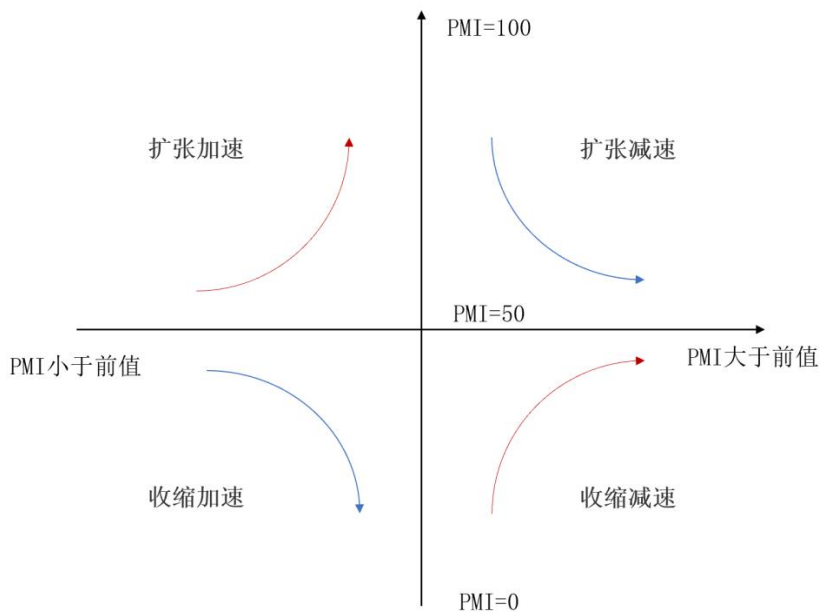 PMI=100
扩张加速
扩张减速
PMI=50
PMI小于前值
PMI大于前值
收缩加速
收缩减速
PMI=0